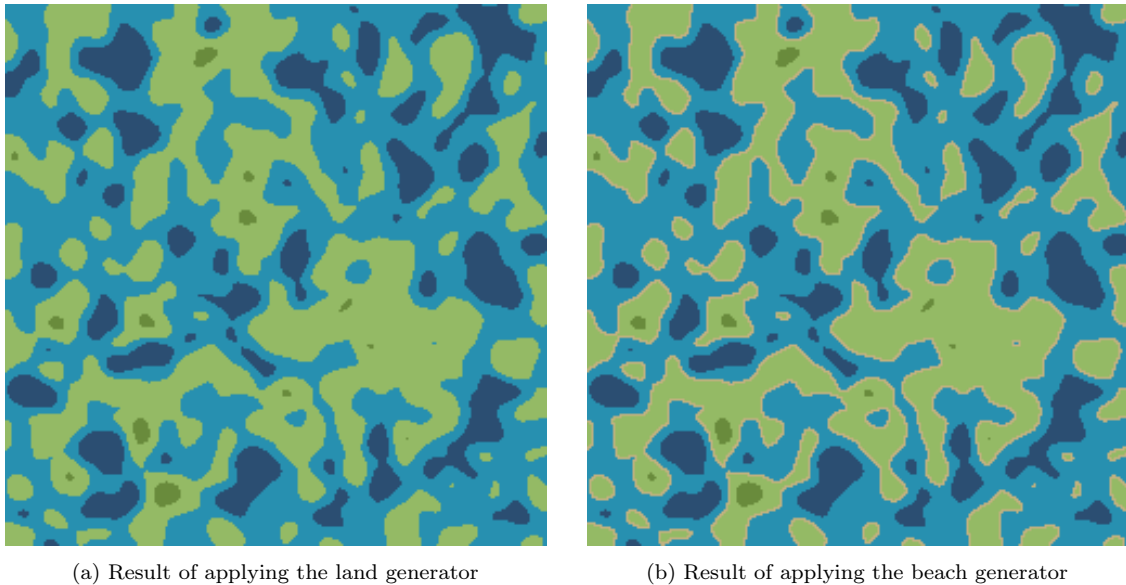 (a) Result of applying the land generator
(b) Result of applying the beach generator